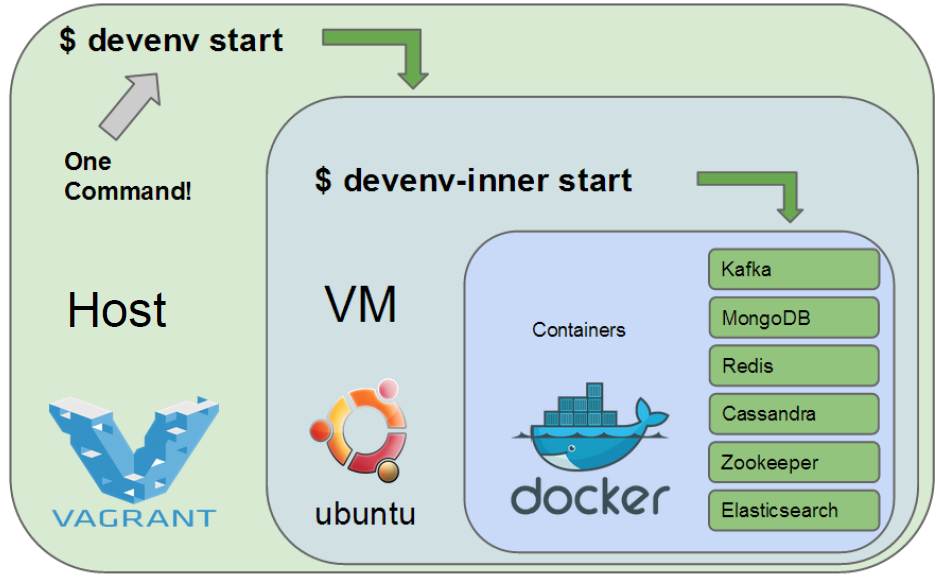 $ devenv start
One
Command!
$ devenv-inner start
Host
VM
Containers
Kafka
MongoDB
Redis
Cassandra
Zookeeper
Elasticsearch
VAGRANT
ubuntu
docker